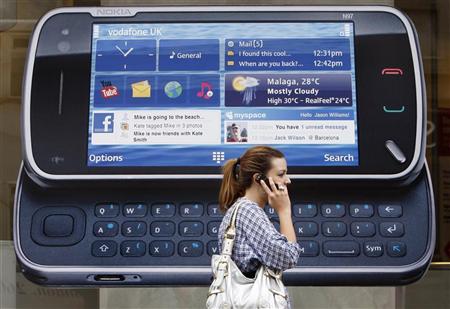 NOKIA
N97
vodafone UK
General
Mail(5)
I found this cool... 12:31pm
When are you back?... 12:42pm
You
Tube
Malaga, 28°C
Mostly Cloudy
High 30°C - RealFeel®24°C
Mike is going to the beach...
Kate tagged Mike in 3 photos
Mike is now friends with Kate
Smith
myspace Hello Jason Williams!
You have 1 unread message
Jack Wilson @ Barcelona
Options
Search
Q W E R T Y
O P
A S D
Z X
Sym